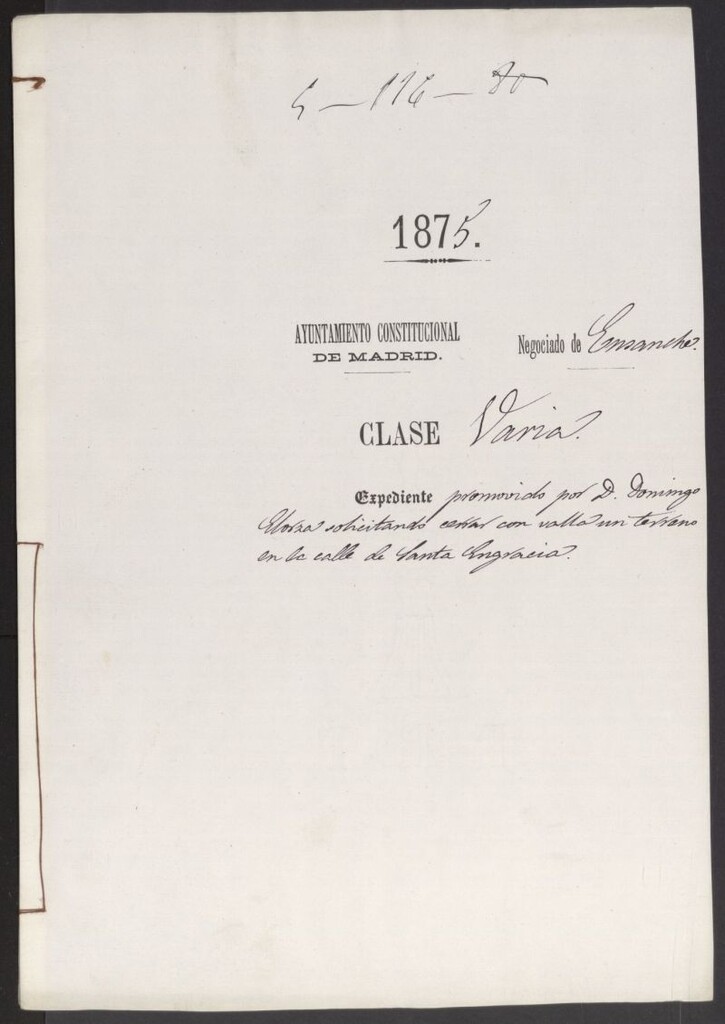 5 — 116 — 80
1875.
AYUNTAMIENTO CONSTITUCIONAL
DE MADRID.
Negociado de Ensanche.
CLASE Varia.
Expediente promovido por D. Domingo
Elorza solicitando cerrar con valla un terreno
en la calle de Santa Engracia.